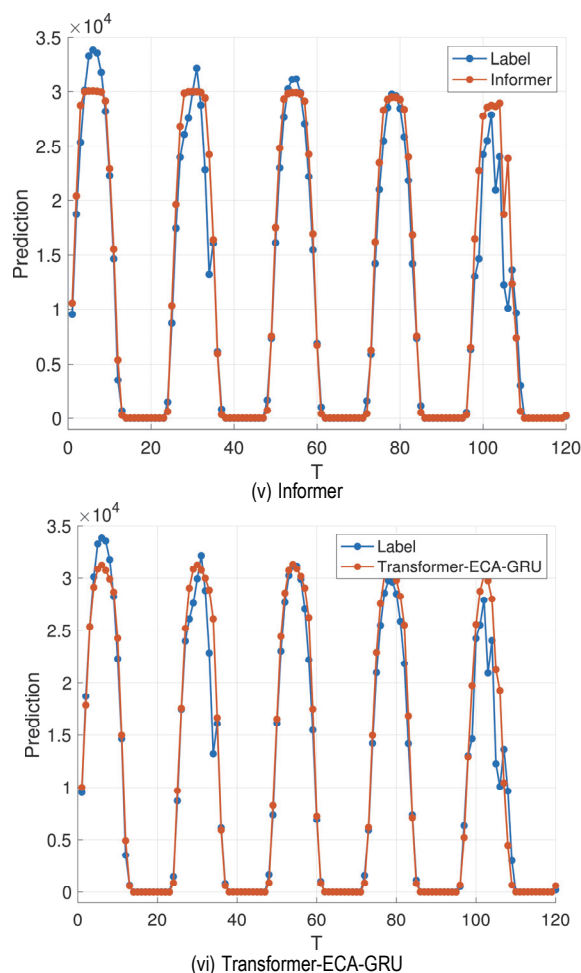 ×10⁴
3.5
Label
Informer
3
2.5
2
1.5
1
0.5
0
Prediction
0 20 40 60 80 100 120
T
(v) Informer
×10⁴
3.5
Label
Transformer-ECA-GRU
3
2.5
2
1.5
1
0.5
0
Prediction
0 20 40 60 80 100 120
T
(vi) Transformer-ECA-GRU